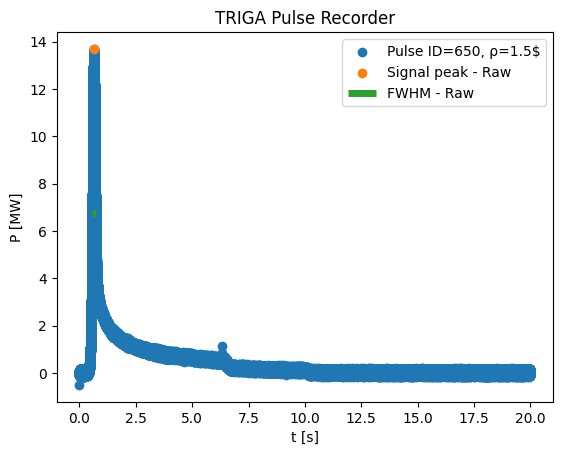 TRIGA Pulse Recorder
Pulse ID=650, ρ=1.5$
Signal peak - Raw
FWHM - Raw
P [MW]
14
12
10
8
6
4
2
0
0.0 2.5 5.0 7.5 10.0 12.5 15.0 17.5 20.0
t [s]